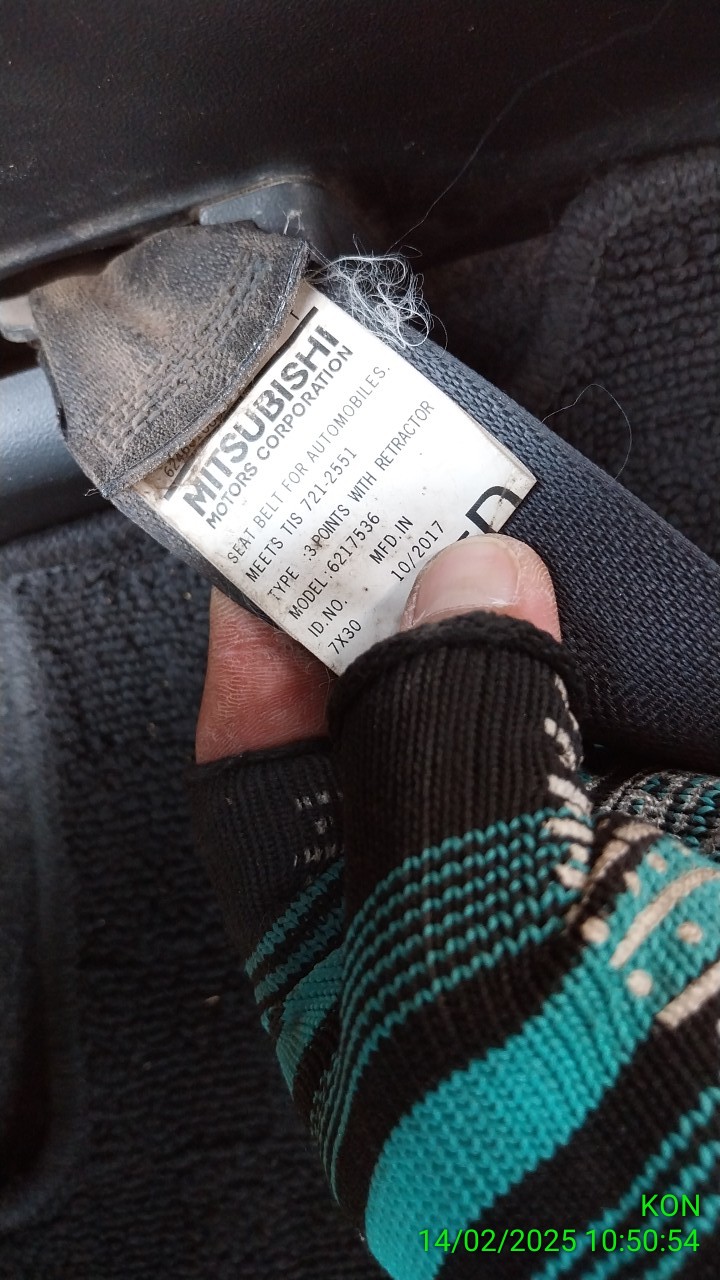 MITSUBISHI
MOTORS CORPORATION
SEAT BELT FOR AUTOMOBILES.
MEETS TIS 721-2551
TYPE : 3 POINTS WITH RETRACTOR
MODEL: 6217536
ID.NO. MFD.IN
7X30 10/2017
KON
14/02/2025 10:50:54